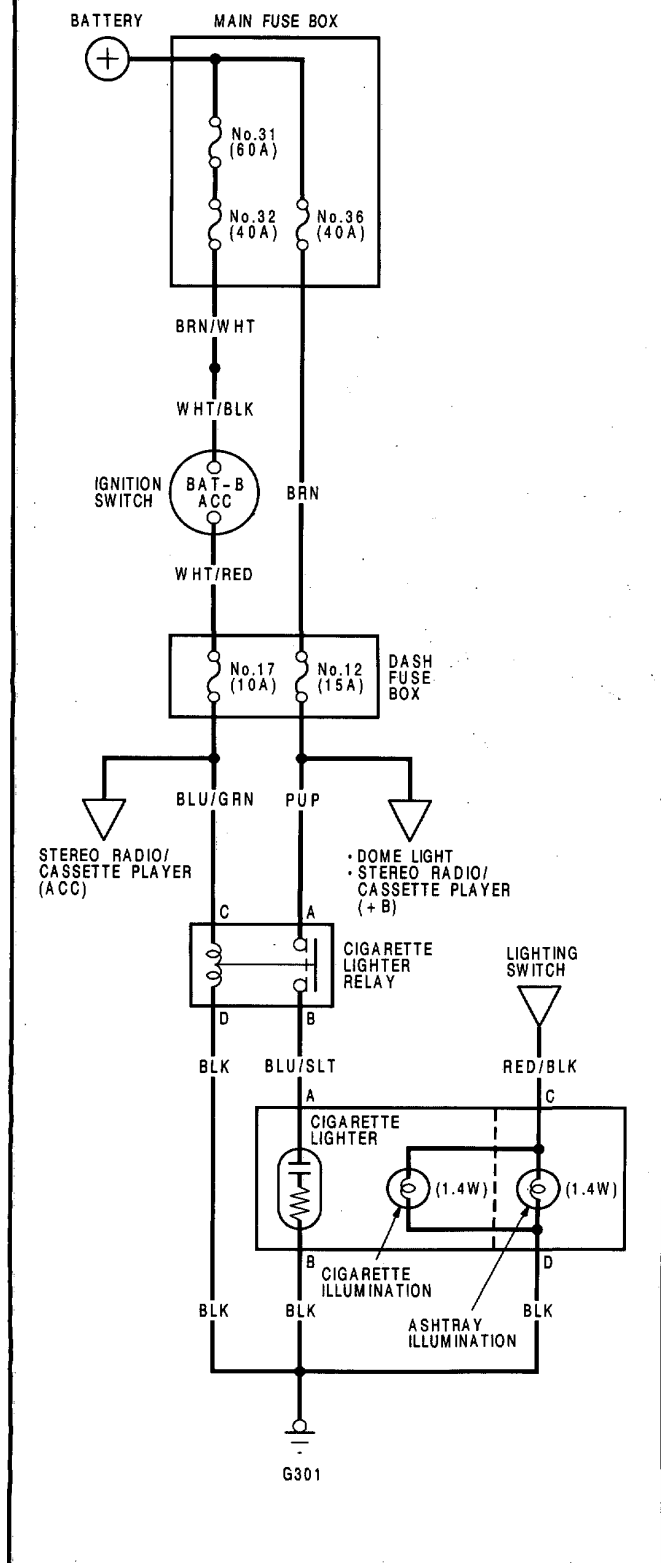 BATTERY
MAIN FUSE BOX
+
No.31
(60A)
No.32
(40A)
No.36
(40A)
BRN/WHT
WHT/BLK
IGNITION
SWITCH
BAT-B
ACC
BRN
WHT/RED
No.17
(10A)
No.12
(15A)
DASH
FUSE
BOX
BLU/GRN
PUP
STEREO RADIO/
CASSETTE PLAYER
(ACC)
• DOME LIGHT
• STEREO RADIO/
CASSETTE PLAYER
(+B)
C
A
CIGARETTE
LIGHTER
RELAY
LIGHTING
SWITCH
D
B
BLK
BLU/SLT
RED/BLK
A
C
CIGARETTE
LIGHTER
(1.4W)
(1.4W)
B
D
CIGARETTE
ILLUMINATION
BLK
BLK
ASHTRAY
ILLUMINATION
BLK
G301